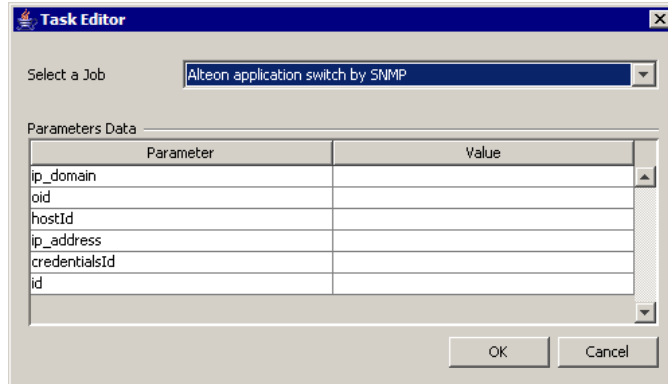 Task Editor
Select a Job Alteon application switch by SNMP
Parameters Data
Parameter Value
ip_domain
oid
hostId
ip_address
credentialsId
id
OK Cancel